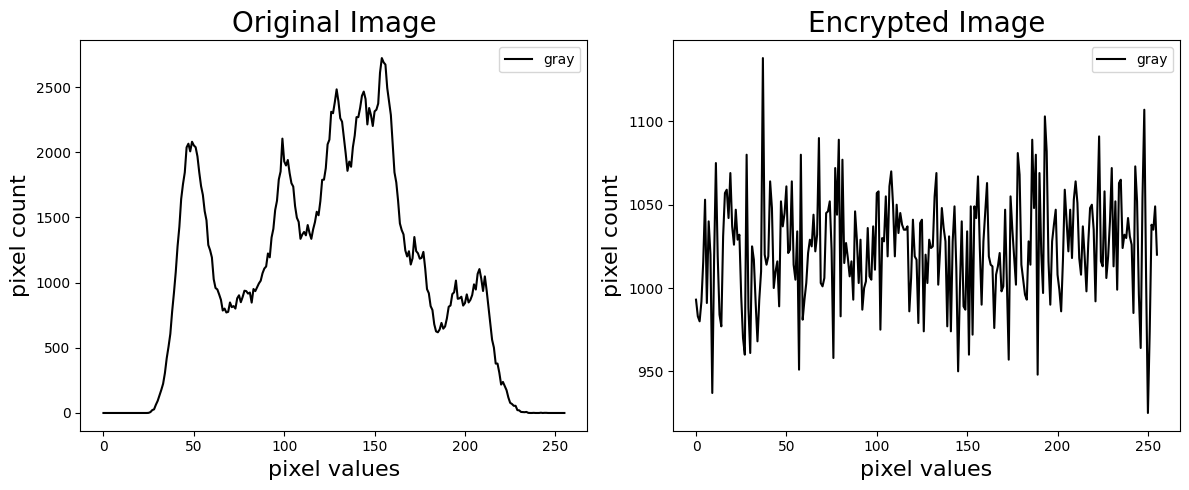 Original Image
gray
2500
2000
1500
1000
500
0
pixel count
0 50 100 150 200 250
pixel values
Encrypted Image
gray
1100
1050
1000
950
pixel count
0 50 100 150 200 250
pixel values